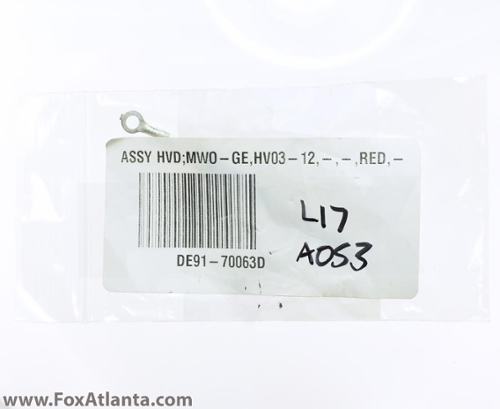 ASSY HVD;MWO-GE,HV03-12,-,-,RED,-
L17
A053
DE91-70063D
www.FoxAtlanta.com